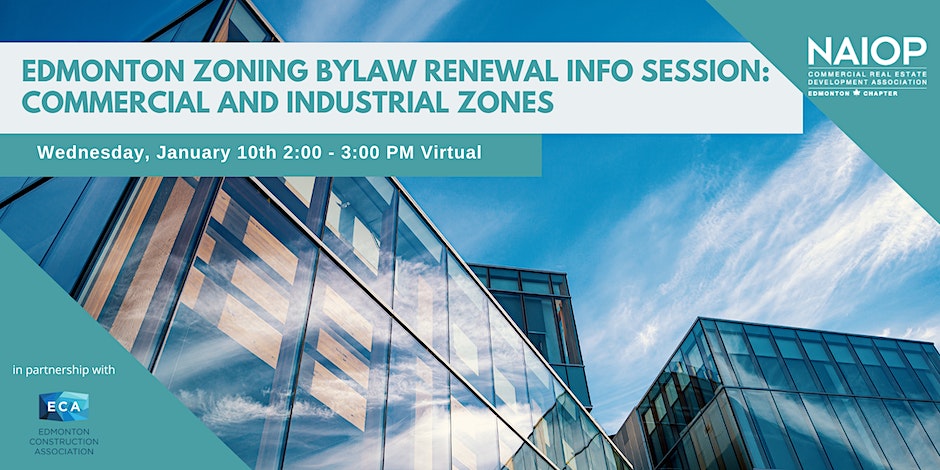 EDMONTON ZONING BYLAW RENEWAL INFO SESSION:
COMMERCIAL AND INDUSTRIAL ZONES
Wednesday, January 10th 2:00 - 3:00 PM Virtual
NAIOP
COMMERCIAL REAL ESTATE
DEVELOPMENT ASSOCIATION
EDMONTON CHAPTER
in partnership with
ECA
EDMONTON
CONSTRUCTION
ASSOCIATION